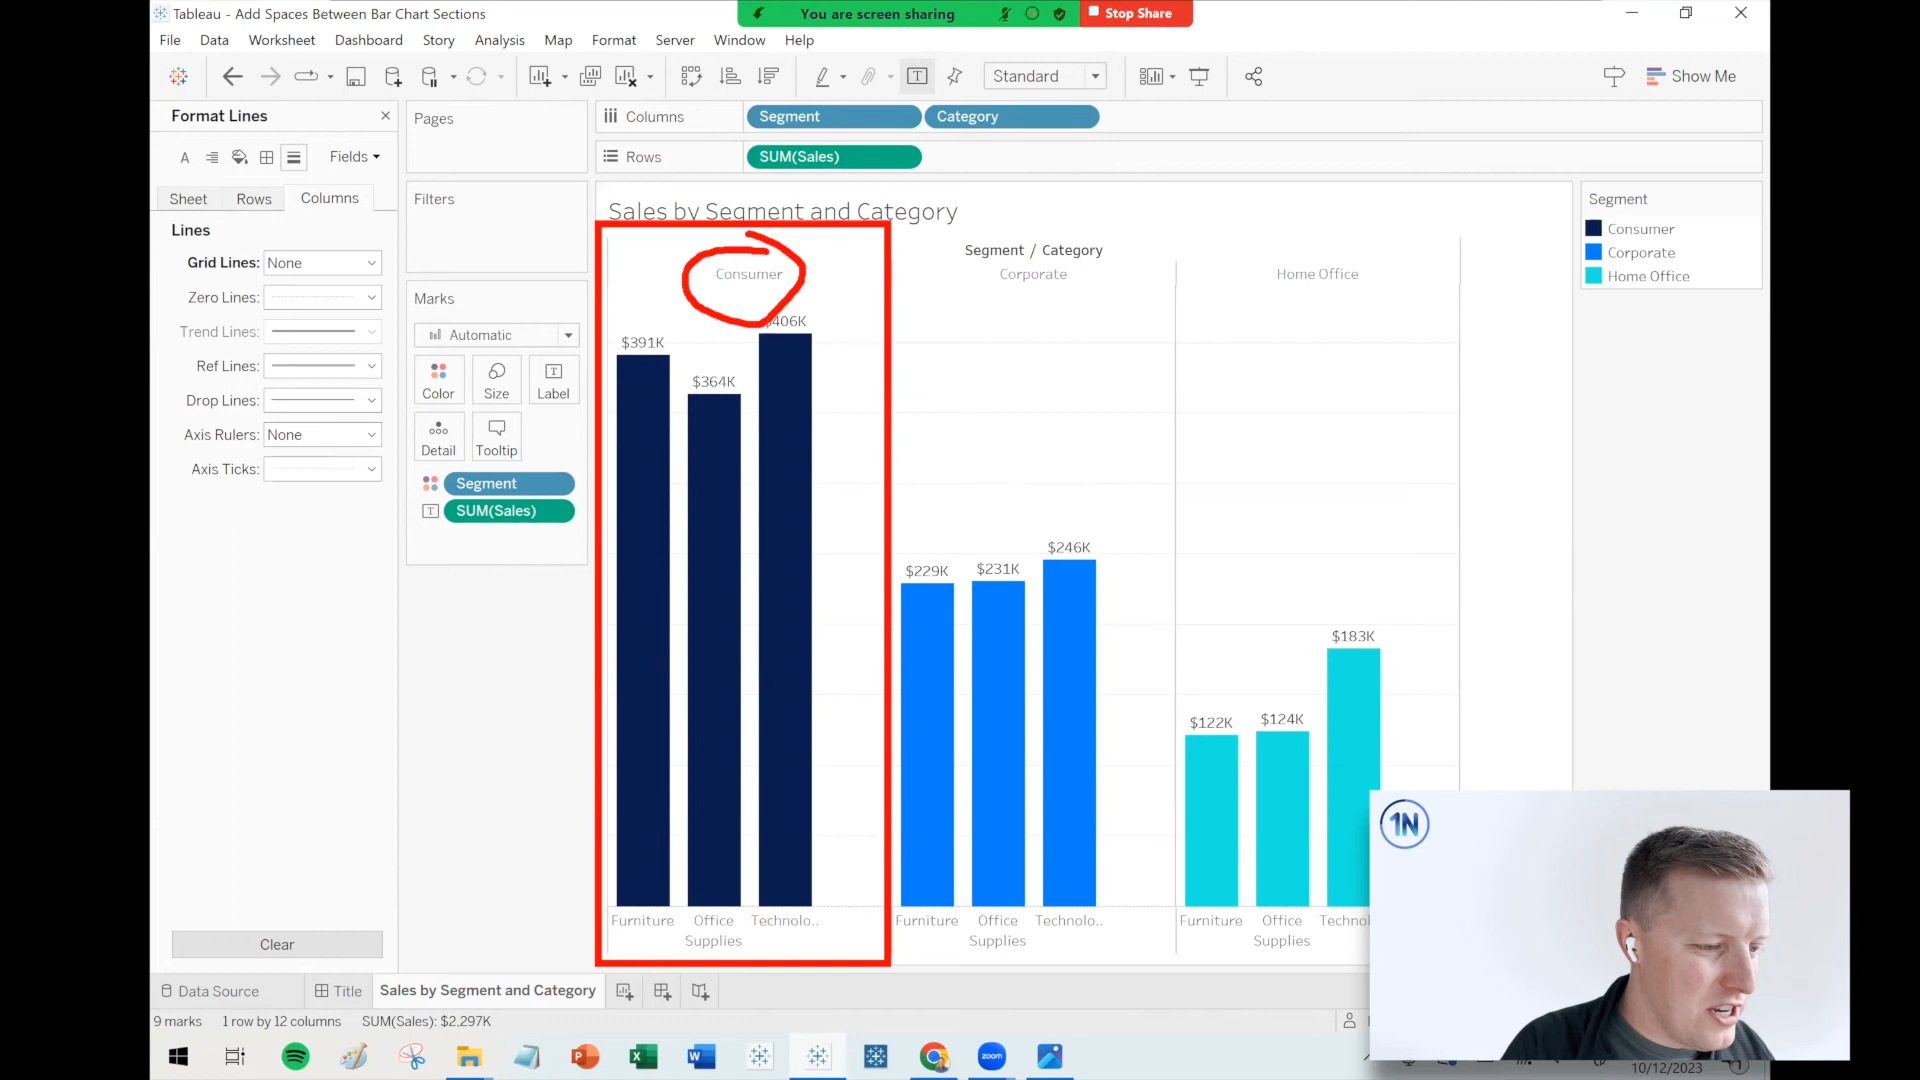 Tableau - Add Spaces Between Bar Chart Sections
You are screen sharing
Stop Share
File Data Worksheet Dashboard Story Analysis Map Format Server Window Help
Standard
Show Me
Format Lines
Fields
Sheet Rows Columns
Lines
Grid Lines: None
Zero Lines:
Trend Lines:
Ref Lines:
Drop Lines:
Axis Rulers: None
Axis Ticks:
Clear
Pages
Filters
Marks
Automatic
Color Size Label
Detail Tooltip
Segment
SUM(Sales)
Columns Segment Category
Rows SUM(Sales)
Sales by Segment and Category
Segment / Category
Consumer Corporate Home Office
$391K $364K $406K
$229K $231K $246K
$122K $124K $183K
Furniture Office Supplies Technolo.. Furniture Office Supplies Technolo.. Furniture Office Supplies
Segment
Consumer
Corporate
Home Office
1N
Data Source Title Sales by Segment and Category
9 marks 1 row by 12 columns SUM(Sales): $2,297K
10/12/2023